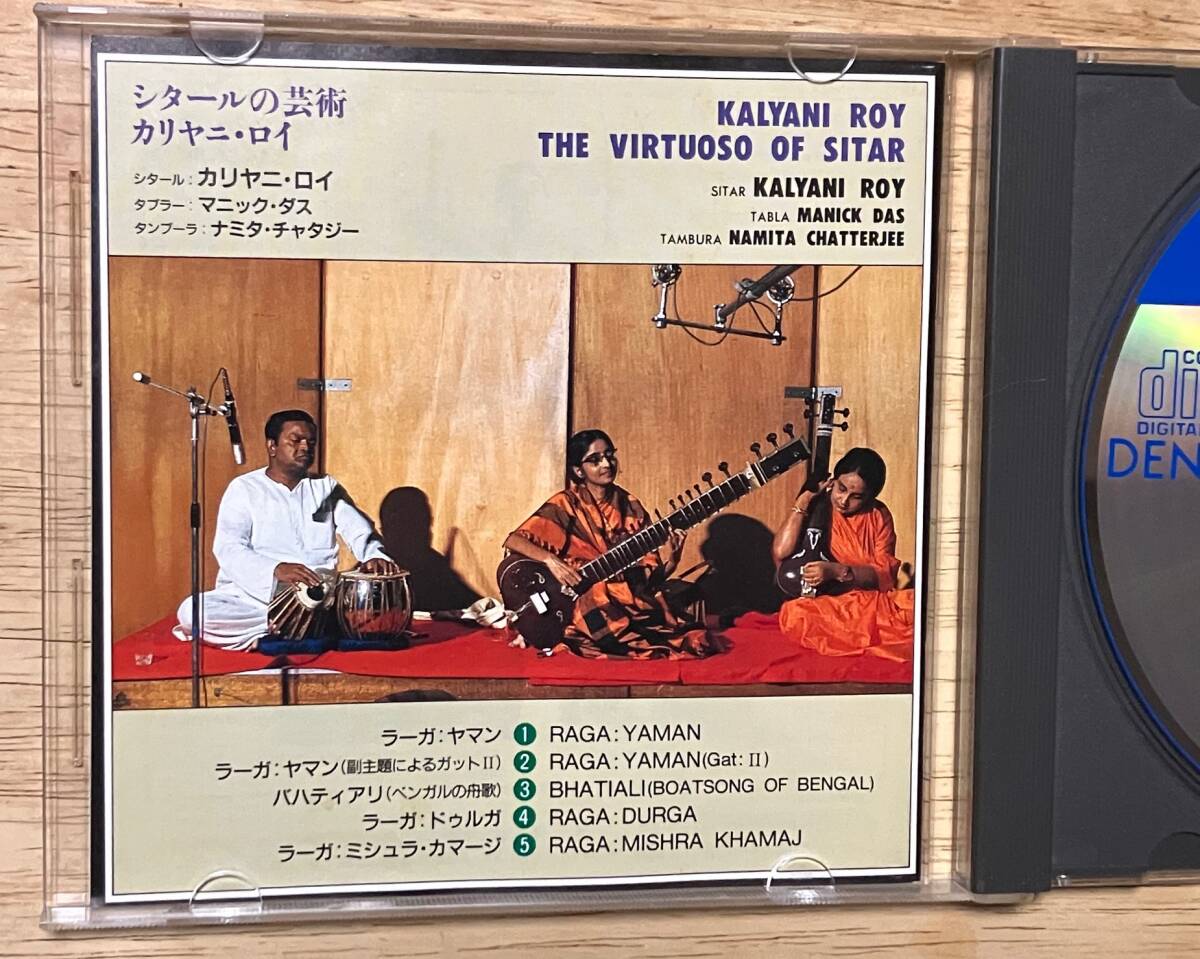 シタールの芸術
カリヤニ・ロイ
シタール：カリヤニ・ロイ
タブラー：マニック・ダス
タンブーラ：ナミタ・チャタジー
KALYANI ROY
THE VIRTUOSO OF SITAR
SITAR KALYANI ROY
TABLA MANICK DAS
TAMBURA NAMITA CHATTERJEE
ラーガ：ヤマン 1 RAGA：YAMAN
ラーガ：ヤマン(副主題によるガットII) 2 RAGA：YAMAN(Gat：II)
バハティアリ(ベンガルの舟歌) 3 BHATIALI(BOATSONG OF BENGAL)
ラーガ：ドゥルガ 4 RAGA：DURGA
ラーガ：ミシュラ・カマージ 5 RAGA：MISHRA KHAMAJ
CO
di
DIGITAL
DEN